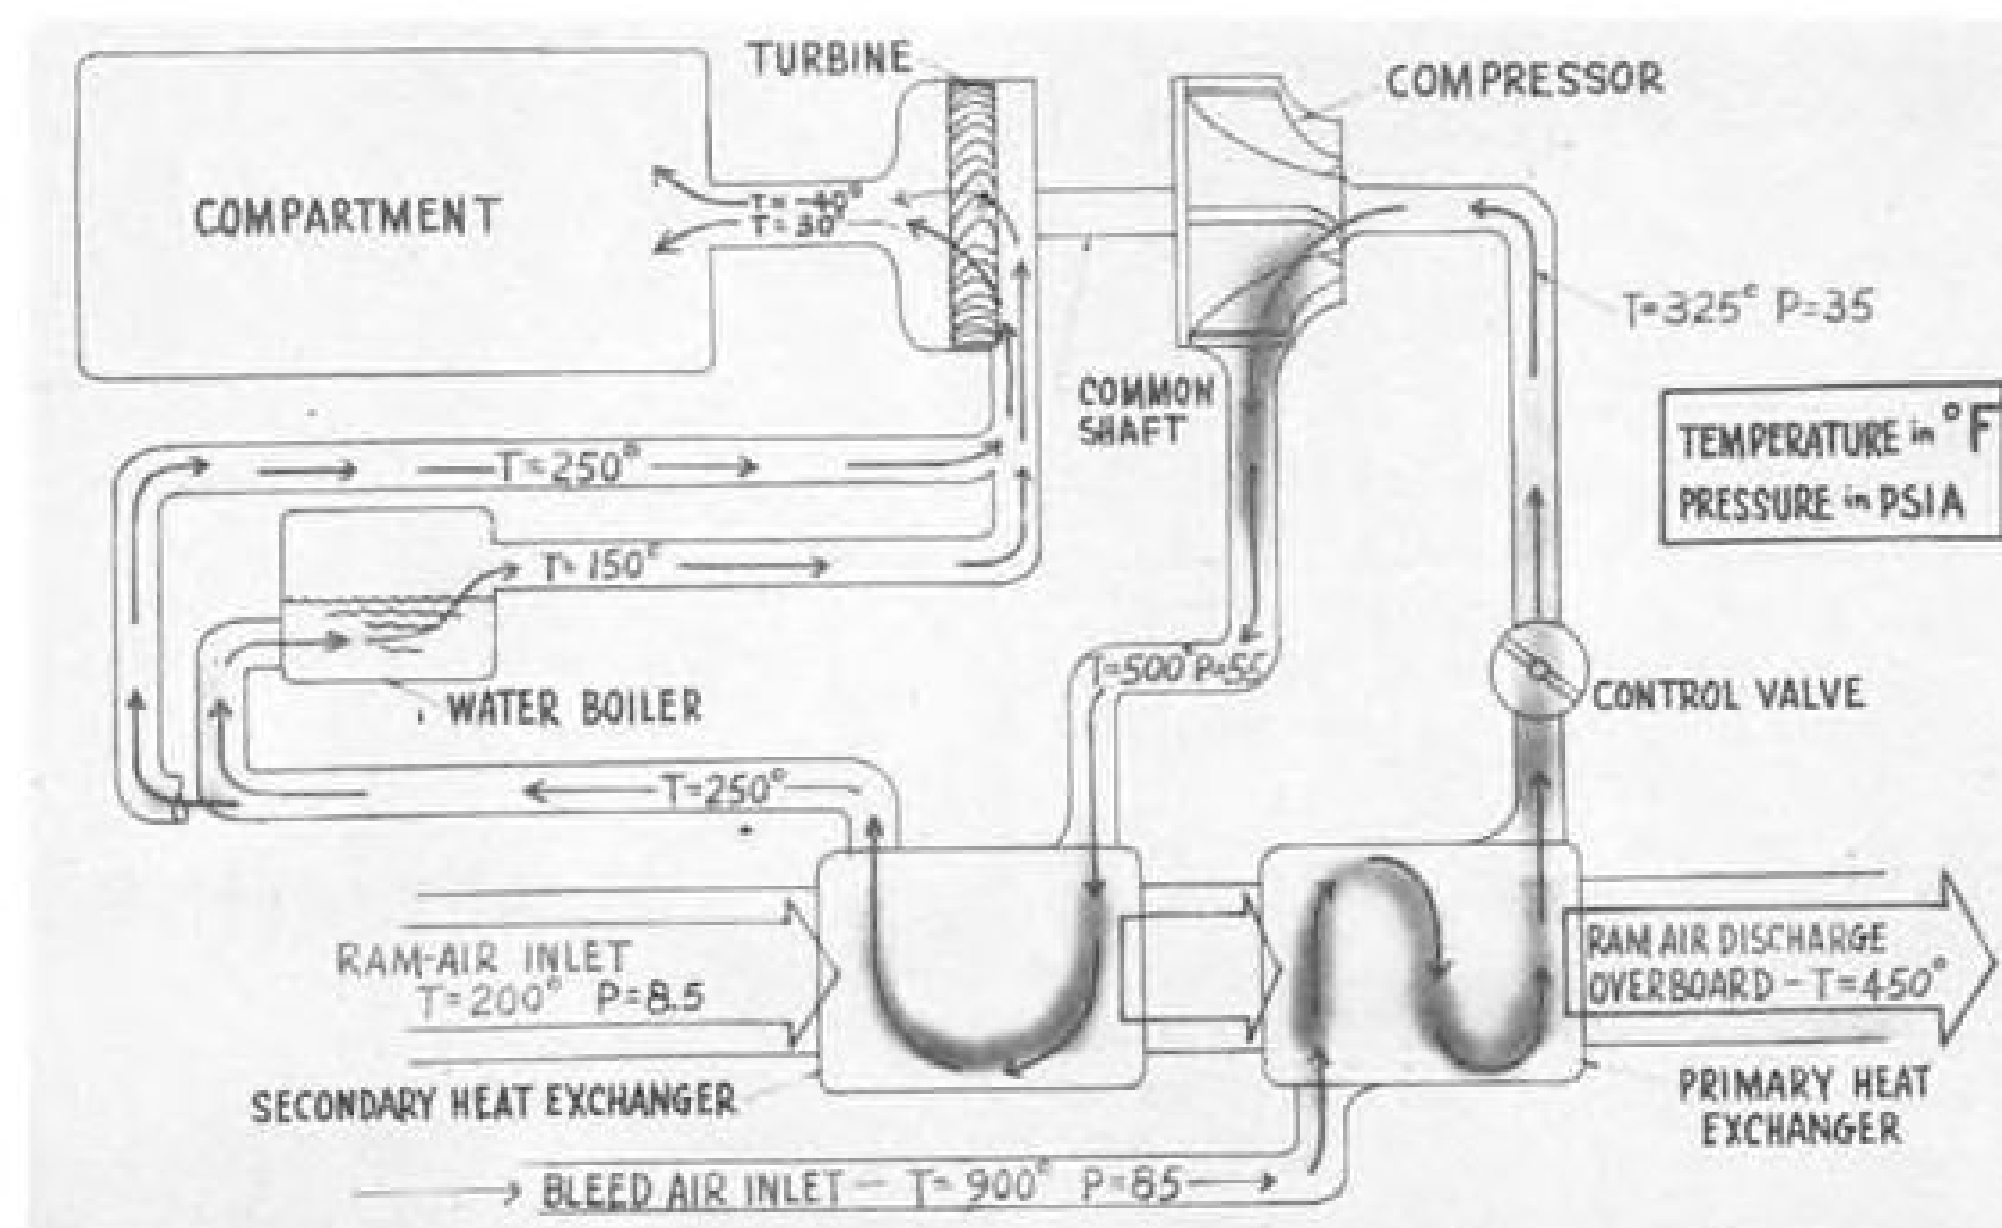 TURBINE
COMPRESSOR
COMPARTMENT
T=-40°
T=30°
T=325° P=35
COMMON
SHAFT
TEMPERATURE in °F
PRESSURE in PSIA
T=250°
T=150°
T=500° P=55
WATER BOILER
CONTROL VALVE
T=250°
RAM-AIR INLET
T=200° P=8.5
RAM AIR DISCHARGE
OVERBOARD - T=450°
SECONDARY HEAT EXCHANGER
PRIMARY HEAT
EXCHANGER
BLEED AIR INLET - T=900° P=85